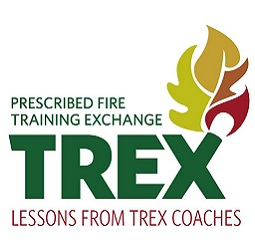 PRESCRIBED FIRE
TRAINING EXCHANGE
TREX
LESSONS FROM TREX COACHES